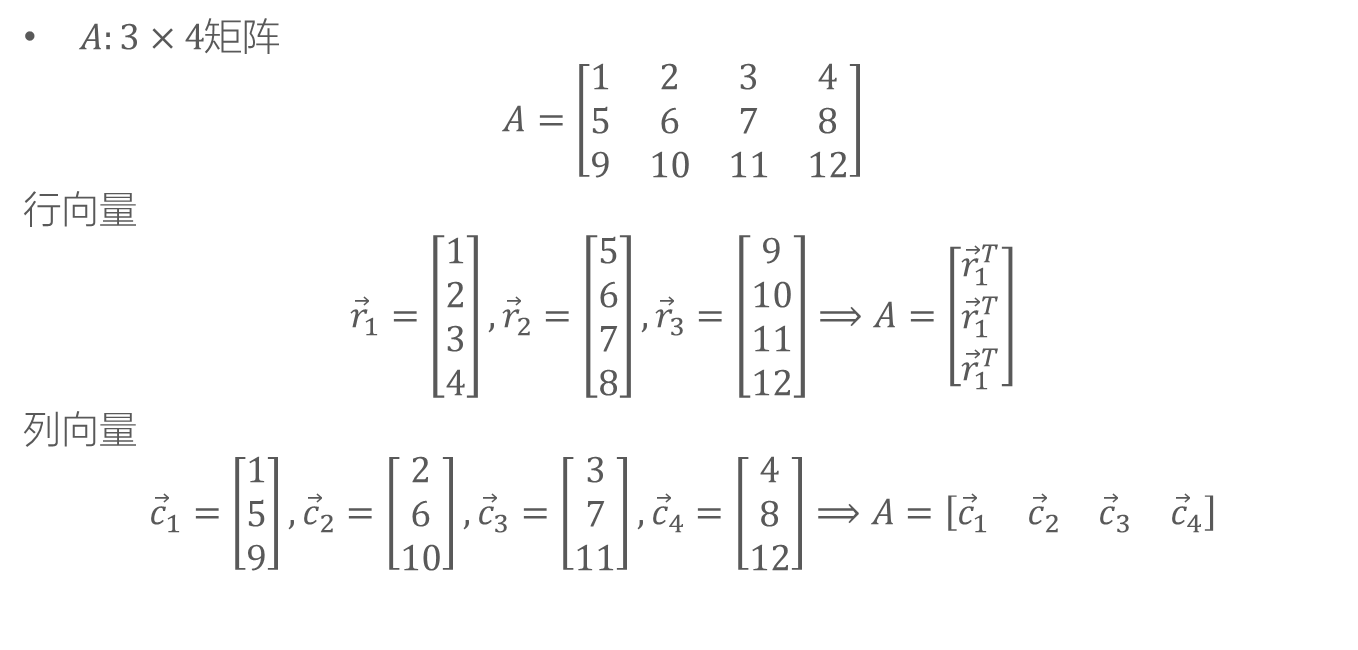 • A: 3 × 4矩阵
A = [1 2 3 4
5 6 7 8
9 10 11 12]
行向量
r⃗₁ = [1 2 3 4], r⃗₂ = [5 6 7 8], r⃗₃ = [9 10 11 12] ⟹ A = [r⃗₁ᵀ r⃗₁ᵀ r⃗₁ᵀ]
列向量
c⃗₁ = [1 5 9], c⃗₂ = [2 6 10], c⃗₃ = [3 7 11], c⃗₄ = [4 8 12] ⟹ A = [c⃗₁ c⃗₂ c⃗₃ c⃗₄]